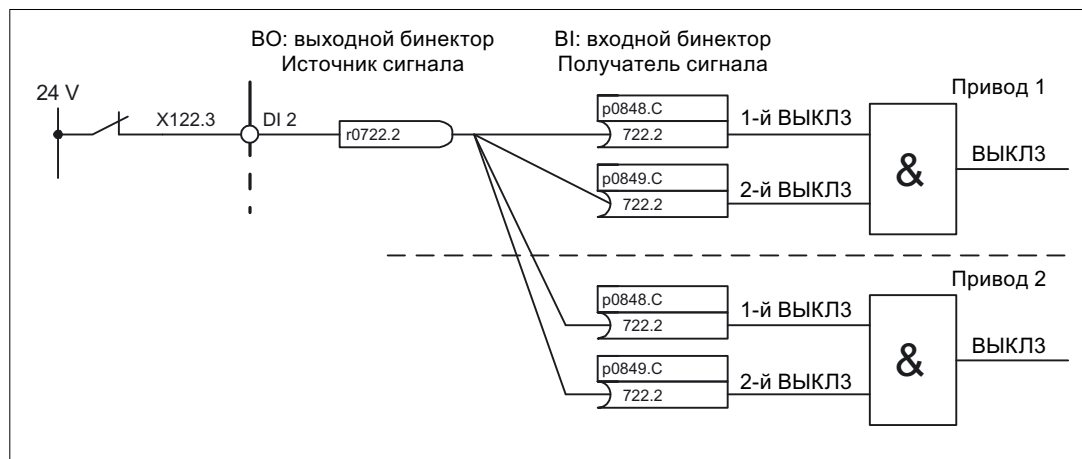 BO: выходной бинектор
Источник сигнала
BI: входной бинектор
Получатель сигнала
24 V
X122.3
DI 2
r0722.2
Привод 1
p0848.C
722.2
1-й ВЫКЛ3
p0849.C
722.2
2-й ВЫКЛ3
&
ВЫКЛ3
Привод 2
p0848.C
722.2
1-й ВЫКЛ3
p0849.C
722.2
2-й ВЫКЛ3
&
ВЫКЛ3